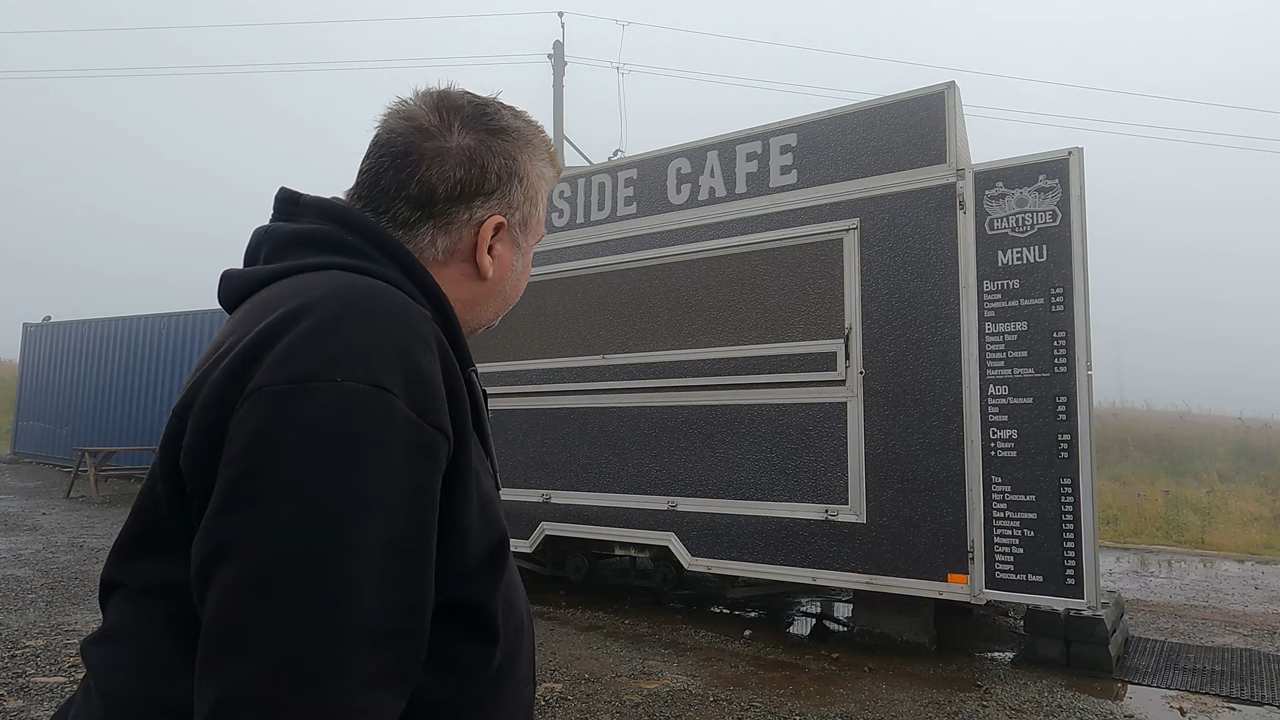 SIDE CAFE
HARTSIDE
CAFE
MENU
BUTTYS
BACON 3.40
CUMBERLAND SAUSAGE 3.40
EGG 2.50
BURGERS
SINGLE BEEF 4.00
CHEESE 4.70
DOUBLE CHEESE 6.20
VEGGIE 4.50
HARTSIDE SPECIAL 6.90
ADD
BACON/SAUSAGE 1.20
EGG .60
CHEESE .70
CHIPS 2.80
+ GRAVY .70
+ CHEESE .70
TEA 1.50
COFFEE 1.70
HOT CHOCOLATE 2.20
CANS 1.20
SAN PELLEGRINO 1.30
LUCOZADE 1.30
LIPTON ICE TEA 1.50
MONSTER 1.60
CAPRI SUN 1.30
WATER 1.20
CRISPS .80
CHOCOLATE BARS .90